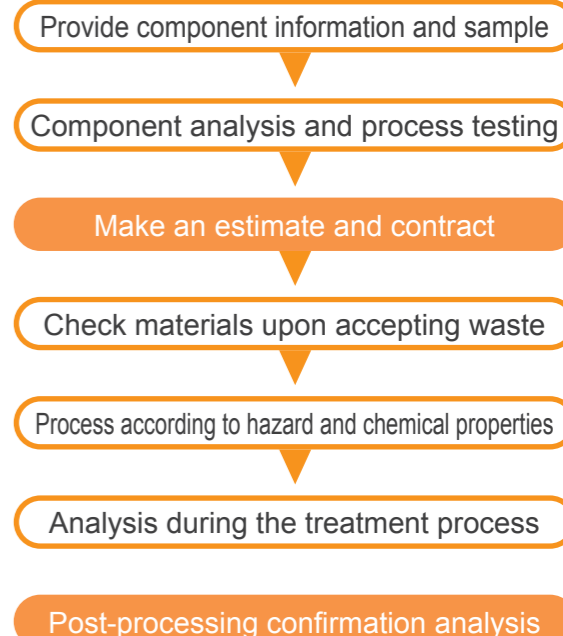 Provide component information and sample
Component analysis and process testing
Make an estimate and contract
Check materials upon accepting waste
Process according to hazard and chemical properties
Analysis during the treatment process
Post-processing confirmation analysis